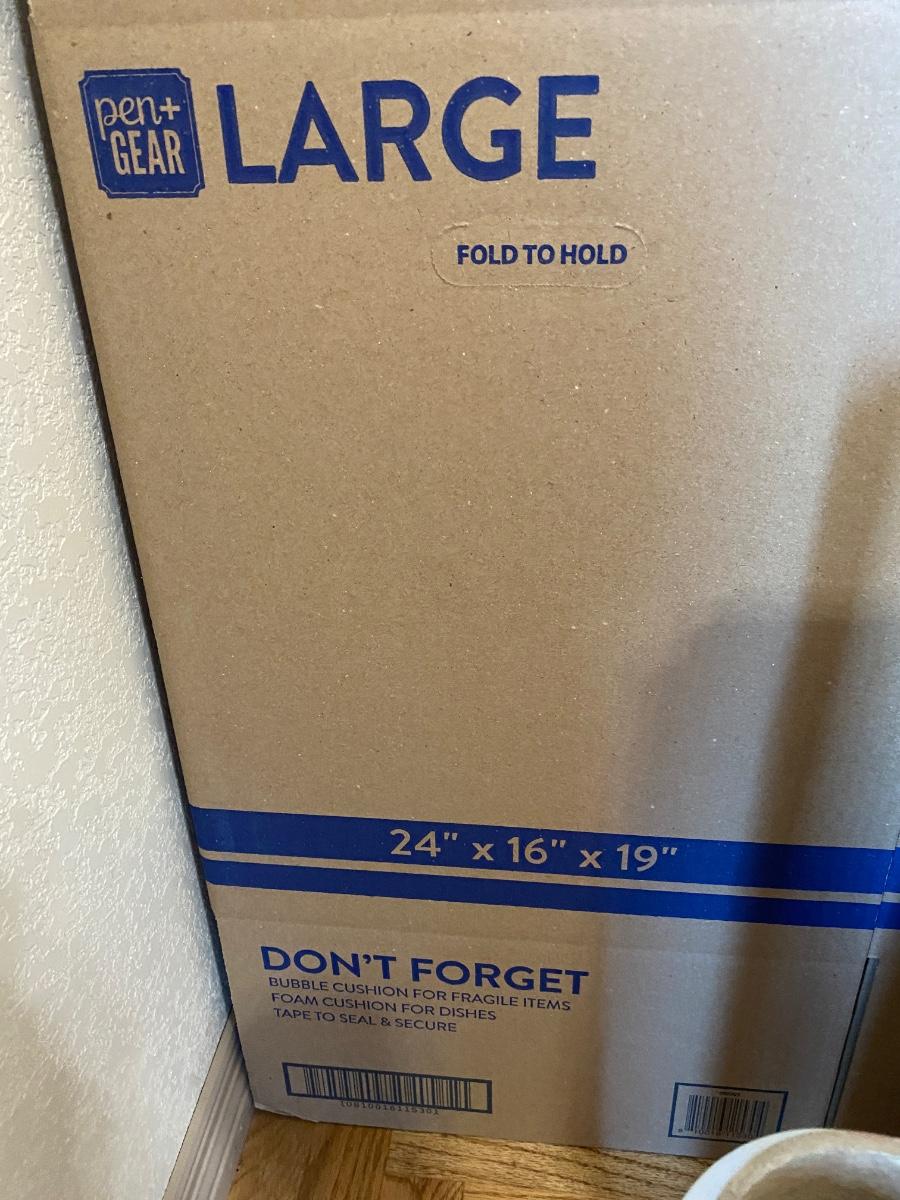 pen+
GEAR
LARGE
FOLD TO HOLD
24" x 16" x 19"
DON'T FORGET
BUBBLE CUSHION FOR FRAGILE ITEMS
FOAM CUSHION FOR DISHES
TAPE TO SEAL & SECURE